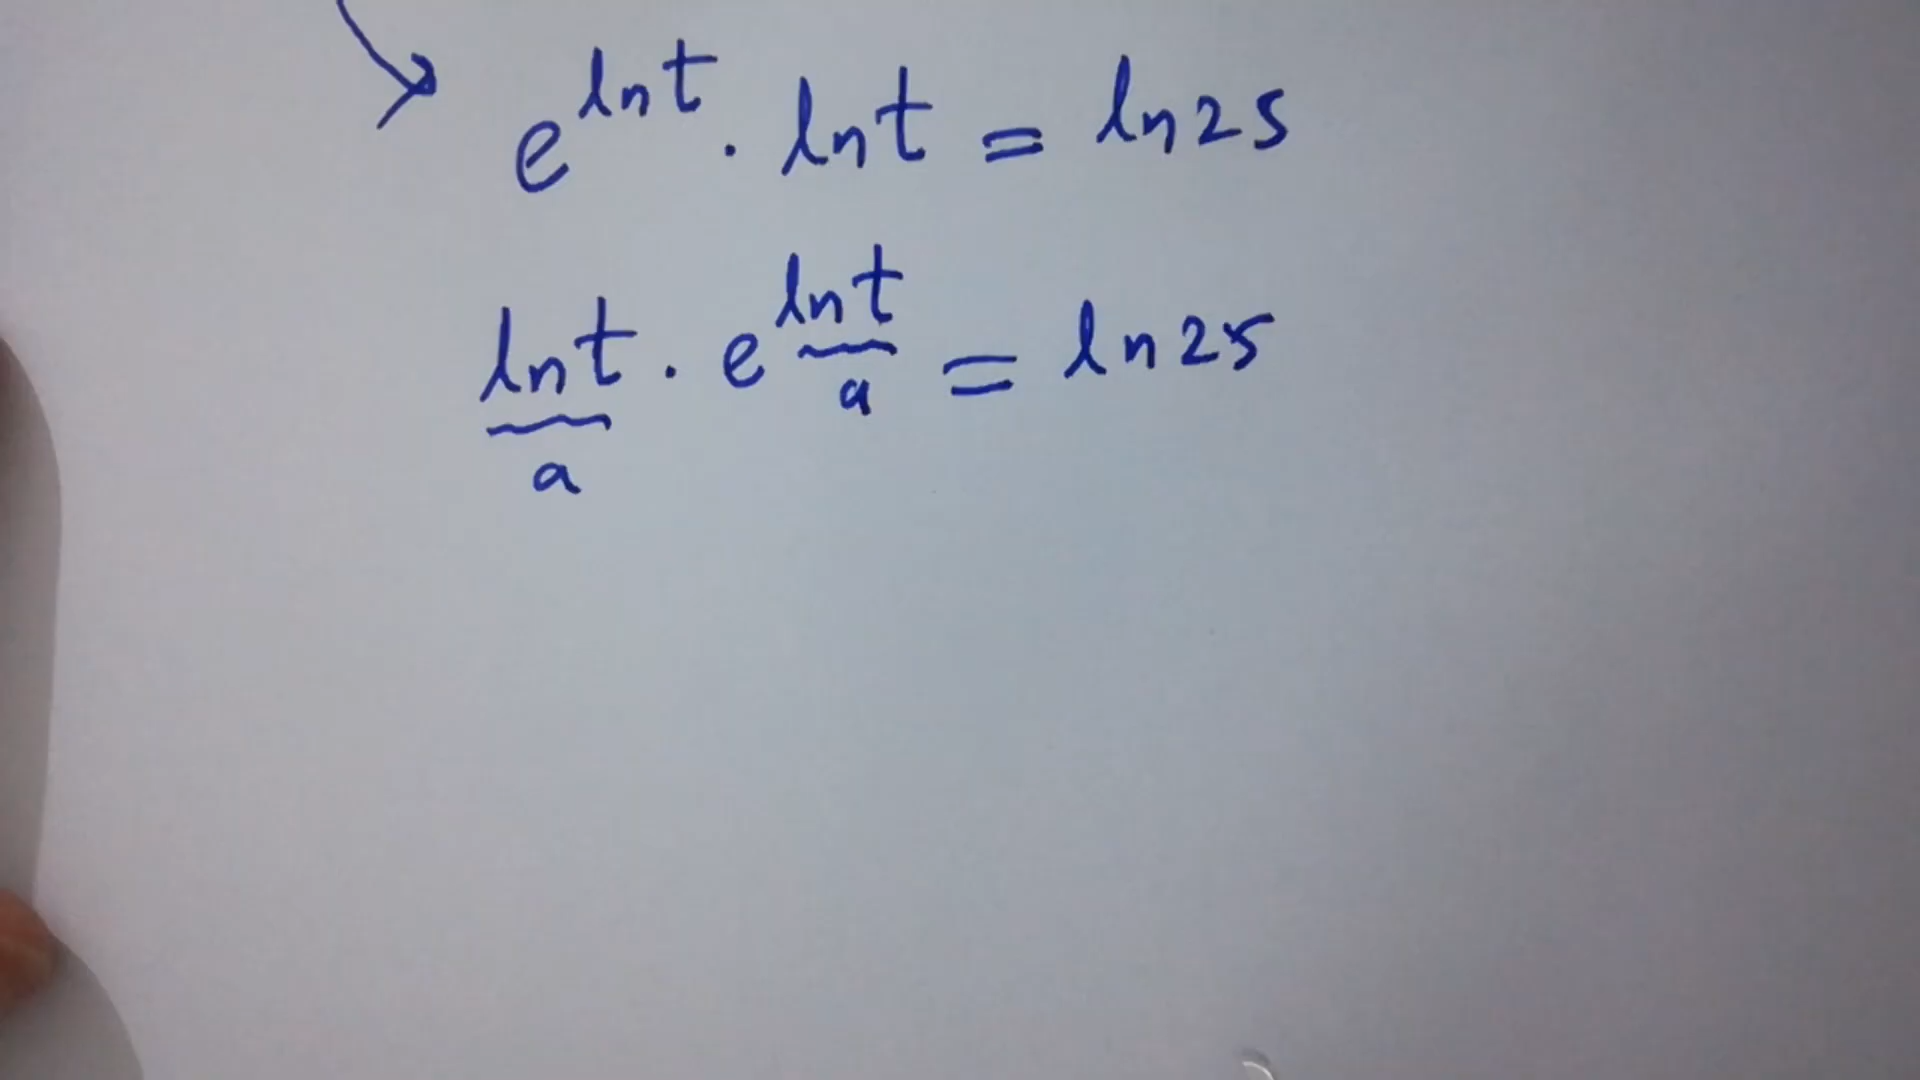 e^{ln t} . ln t = ln 25
ln t . e^{ln t} = ln 25
a a